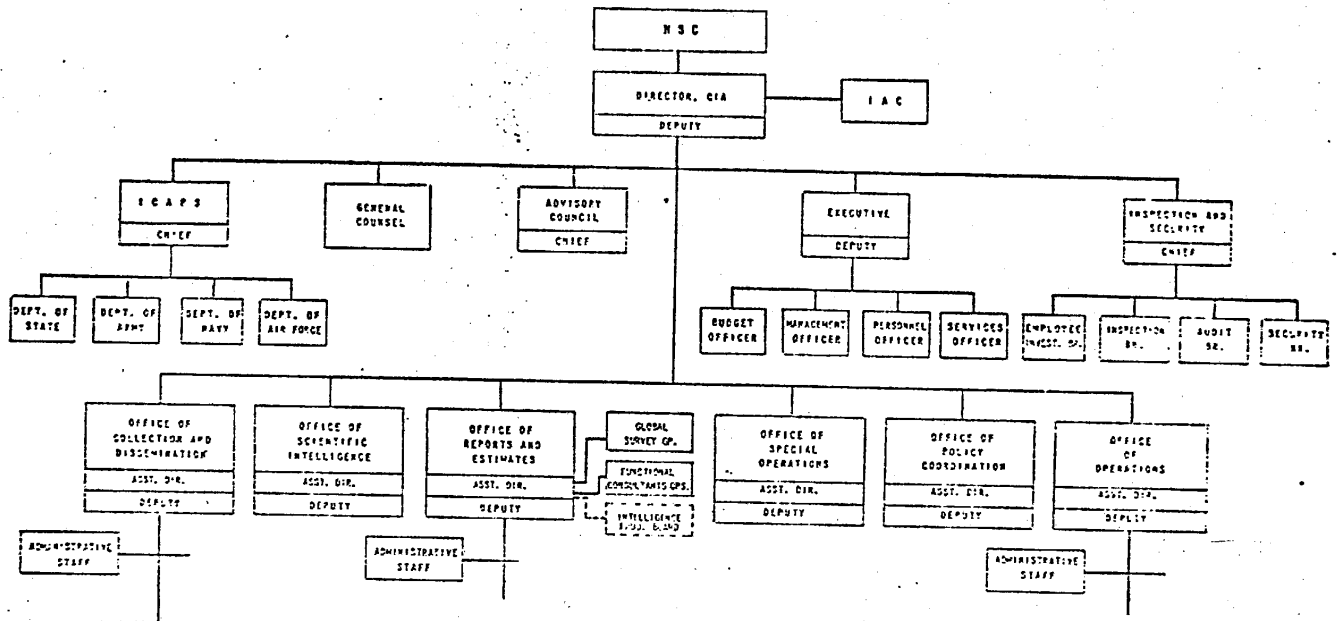 NSC
DIRECTOR, CIA
DEPUTY
IAC
ICAPS
CHIEF
GENERAL
COUNSEL
ADVISORY
COUNCIL
CHIEF
EXECUTIVE
DEPUTY
INSPECTION AND
SECURITY
CHIEF
DEPT. OF
STATE
DEPT. OF
ARMY
DEPT. OF
NAVY
DEPT. OF
AIR FORCE
BUDGET
OFFICER
MANAGEMENT
OFFICER
PERSONNEL
OFFICER
SERVICES
OFFICER
EMPLOYEE
INVEST. BR.
INSPECTION
BR.
AUDIT
BR.
SECURITY
BR.
OFFICE OF
COLLECTION AND
DISSEMINATION
ASST. DIR.
DEPUTY
OFFICE OF
SCIENTIFIC
INTELLIGENCE
ASST. DIR.
DEPUTY
OFFICE OF
REPORTS AND
ESTIMATES
ASST. DIR.
DEPUTY
GLOBAL
SURVEY GP.
FUNCTIONAL
CONSULTANTS GPS.
INTELLIGENCE
OFFICE OF
SPECIAL
OPERATIONS
ASST. DIR.
DEPUTY
OFFICE OF
POLICY
COORDINATION
ASST. DIR.
DEPUTY
OFFICE
OF
OPERATIONS
ASST. DIR.
DEPUTY
ADMINISTRATIVE
STAFF
ADMINISTRATIVE
STAFF
ADMINISTRATIVE
STAFF